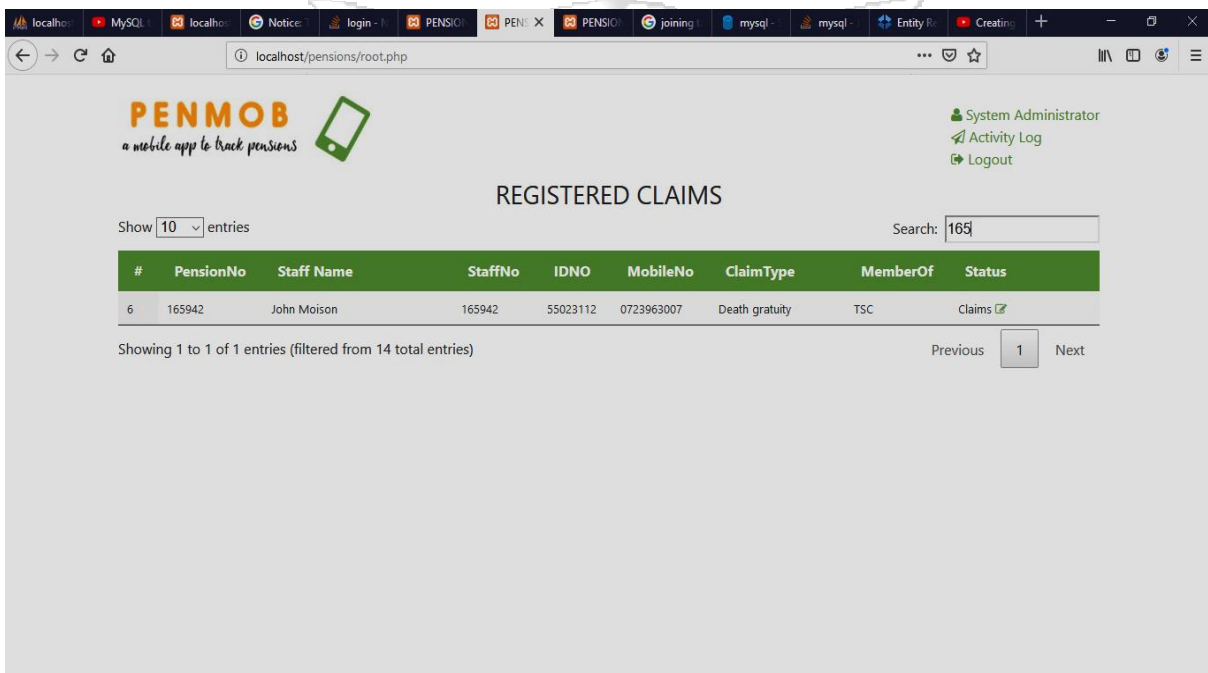 localhos MySQL localhos Notice: login - N PENSION PENS PENSION joining mysql - mysql - Entity Re Creating
localhost/pensions/root.php
PENMOB
a mobile app to track pensions
System Administrator
Activity Log
Logout
REGISTERED CLAIMS
Show 10 entries Search: 165
# PensionNo Staff Name StaffNo IDNO MobileNo ClaimType MemberOf Status
6 165942 John Moison 165942 55023112 0723963007 Death gratuity TSC Claims
Showing 1 to 1 of 1 entries (filtered from 14 total entries) Previous 1 Next